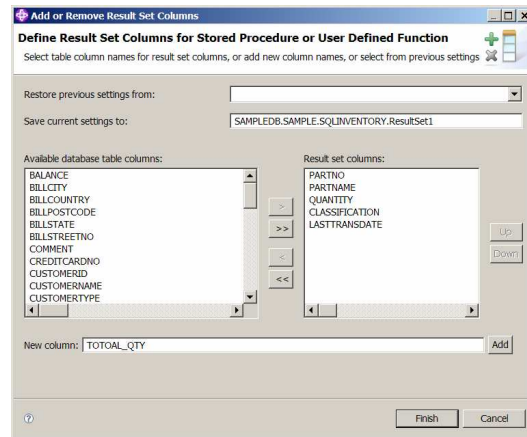 Add or Remove Result Set Columns
Define Result Set Columns for Stored Procedure or User Defined Function
Select table column names for result set columns, or add new column names, or select from previous settings
Restore previous settings from:
Save current settings to: SAMPLEDB.SAMPLE.SQLINVENTORY.ResultSet1
Available database table columns:
BALANCE
BILLCITY
BILLCOUNTRY
BILLPOSTCODE
BILLSTATE
BILLSTREETNO
COMMENT
CREDITCARDNO
CUSTOMERID
CUSTOMERNAME
CUSTOMERTYPE
>
>>
<
<<
Result set columns:
PARTNO
PARTNAME
QUANTITY
CLASSIFICATION
LASTTRANSDATE
Up
Down
New column: TOTOAL_QTY Add
? Finish Cancel